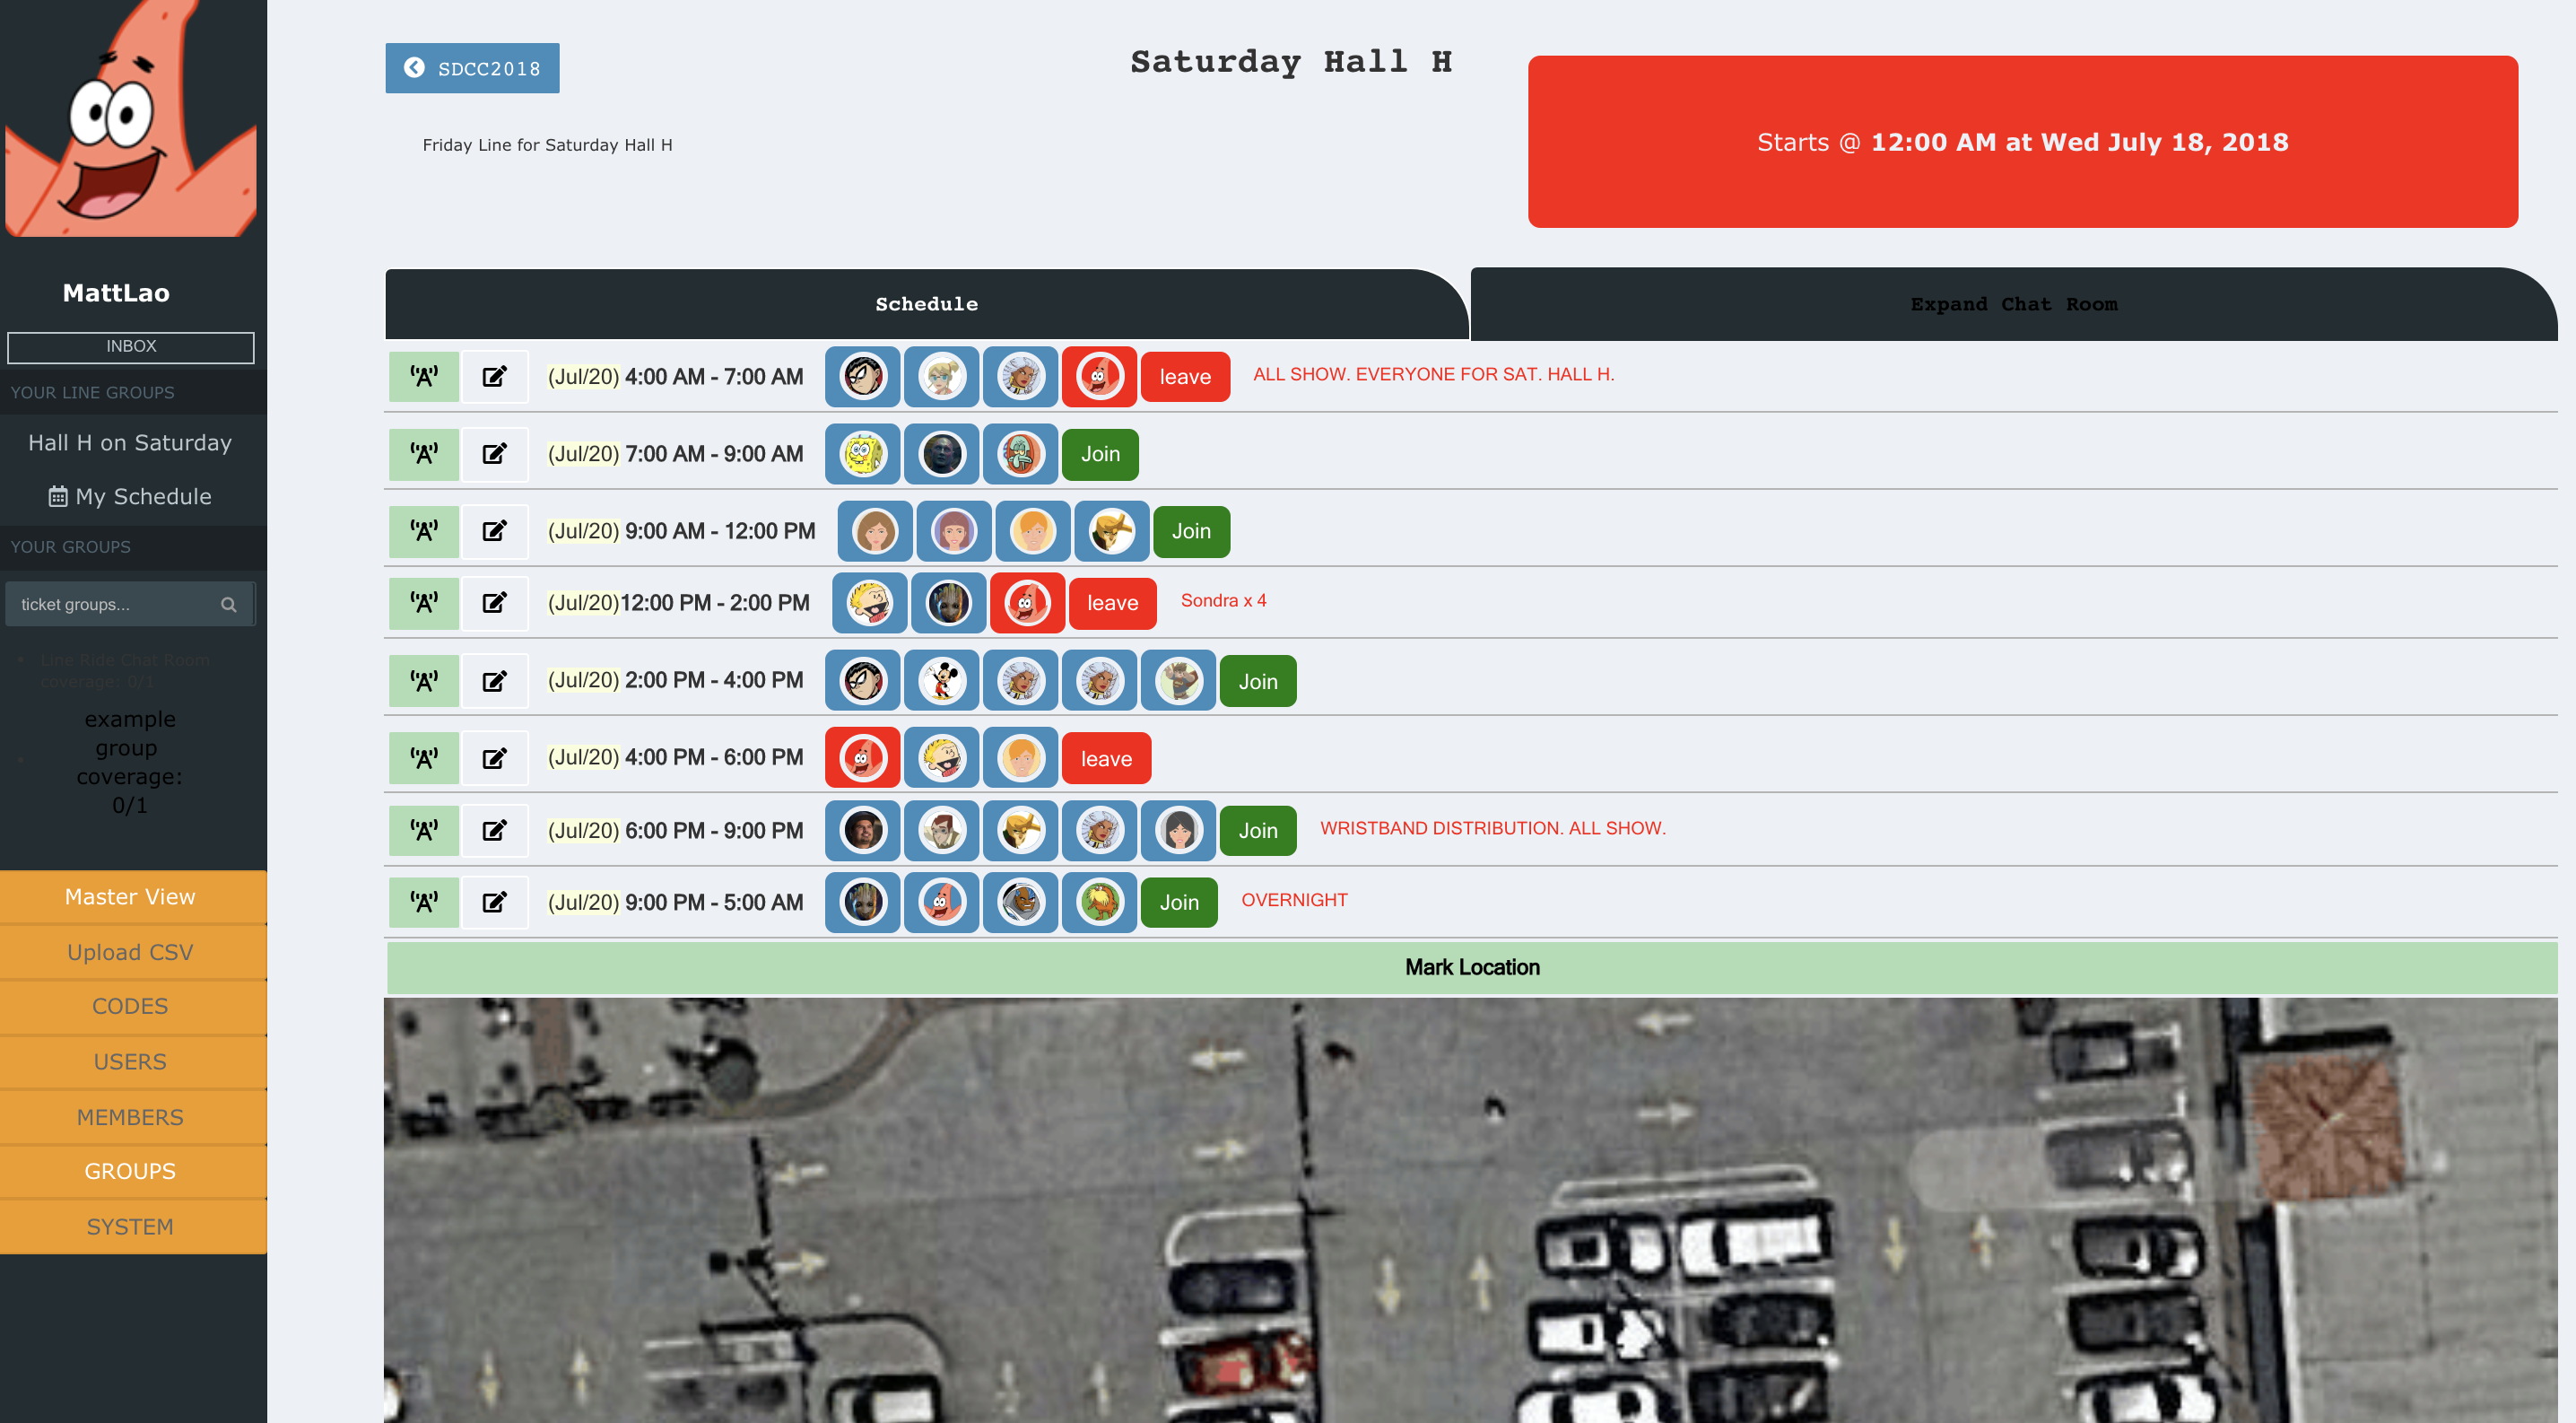 SDCC2018
Saturday Hall H
Friday Line for Saturday Hall H
Starts @ 12:00 AM at Wed July 18, 2018
MattLao
INBOX
YOUR LINE GROUPS
Hall H on Saturday
My Schedule
YOUR GROUPS
ticket groups...
Line Ride Chat Room
coverage: 0/1
example
group
coverage:
0/1
Master View
Upload CSV
CODES
USERS
MEMBERS
GROUPS
SYSTEM
Schedule
Expand Chat Room
(Jul/20) 4:00 AM - 7:00 AM leave ALL SHOW. EVERYONE FOR SAT. HALL H.
(Jul/20) 7:00 AM - 9:00 AM Join
(Jul/20) 9:00 AM - 12:00 PM Join
(Jul/20)12:00 PM - 2:00 PM leave Sondra x 4
(Jul/20) 2:00 PM - 4:00 PM Join
(Jul/20) 4:00 PM - 6:00 PM leave
(Jul/20) 6:00 PM - 9:00 PM Join WRISTBAND DISTRIBUTION. ALL SHOW.
(Jul/20) 9:00 PM - 5:00 AM Join OVERNIGHT
Mark Location